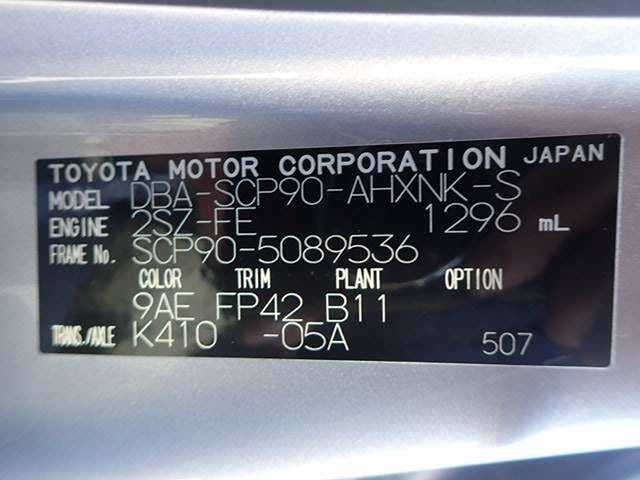 TOYOTA MOTOR CORPORATION JAPAN
MODEL DBA-SCP90-AHXNK-S
ENGINE 2SZ-FE 1296 mL
FRAME No. SCP90-5089536
COLOR TRIM PLANT OPTION
9AE FP42 B11
TRANS./AXLE K410 -05A 507